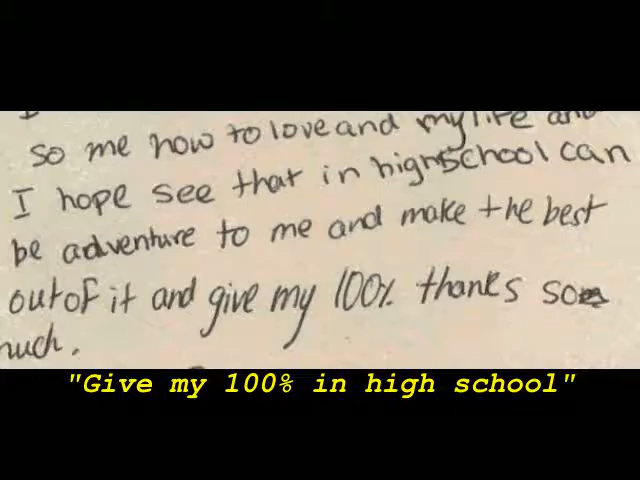 so me how to love and my life and
I hope see that in highschool can
be adventure to me and make the best
out of it and give my 100% thanks so
much.
"Give my 100% in high school"